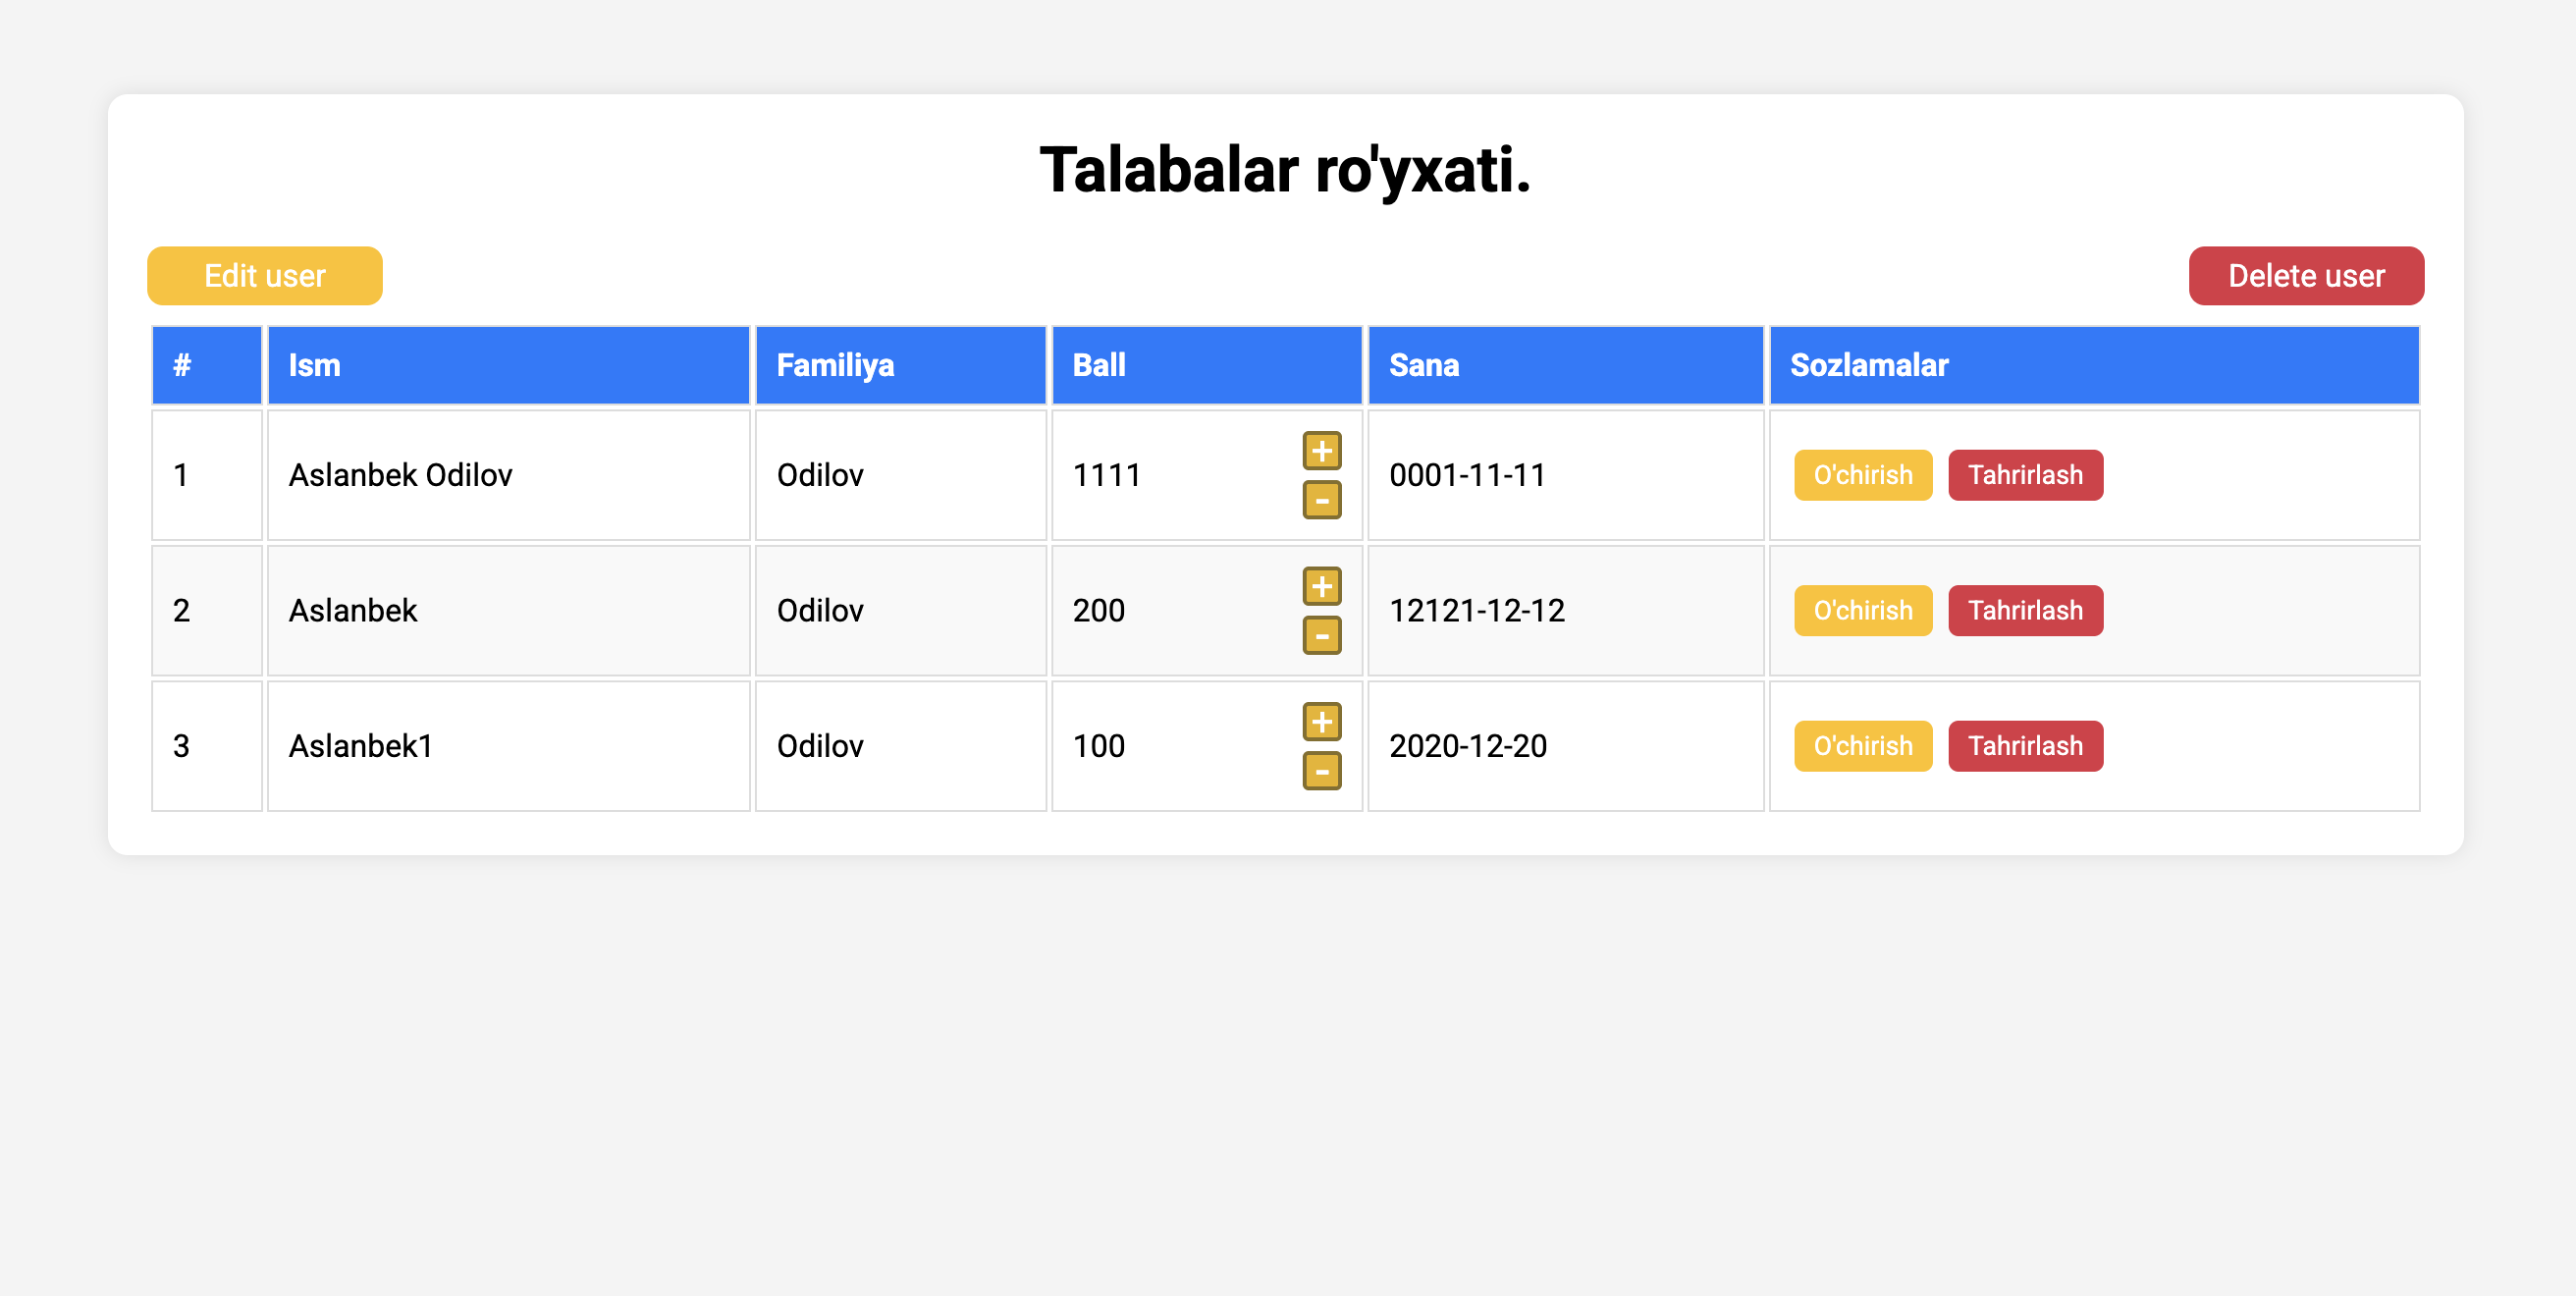 Talabalar ro'yxati.
Edit user Delete user
# Ism Familiya Ball Sana Sozlamalar
1 Aslanbek Odilov Odilov 1111 + - 0001-11-11 O'chirish Tahrirlash
2 Aslanbek Odilov 200 + - 12121-12-12 O'chirish Tahrirlash
3 Aslanbek1 Odilov 100 + - 2020-12-20 O'chirish Tahrirlash